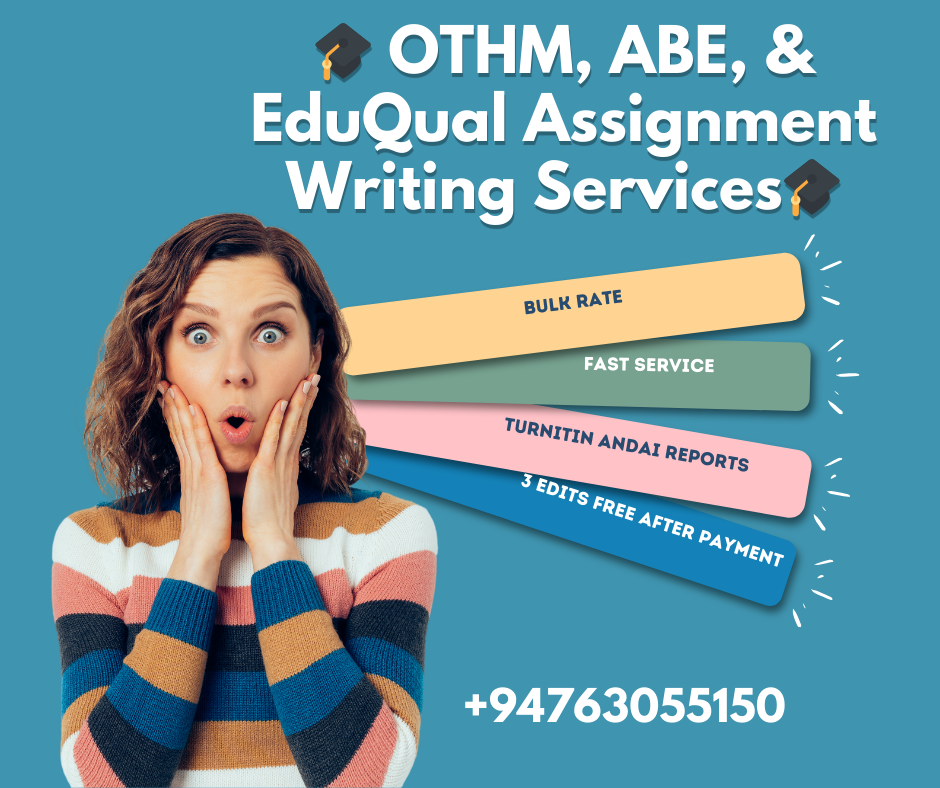 🎓 OTHM, ABE, &
EduQual Assignment
Writing Services🎓
BULK RATE
FAST SERVICE
TURNITIN ANDAI REPORTS
3 EDITS FREE AFTER PAYMENT
+94763055150